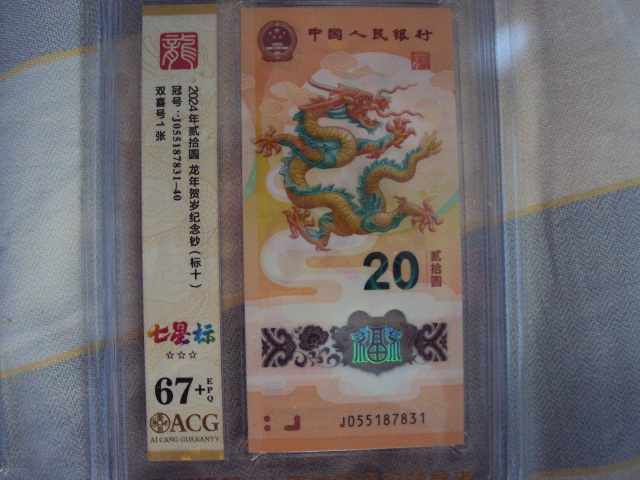 龍
2024年贰拾圆 龙年贺岁纪念钞(标十)
冠号:J055187831-40
双喜号1张
七星标
☆☆☆
67+
EPQ
ACG
AI CANG GUARANTY
中国人民银行
龍
20
贰拾圆
J055187831